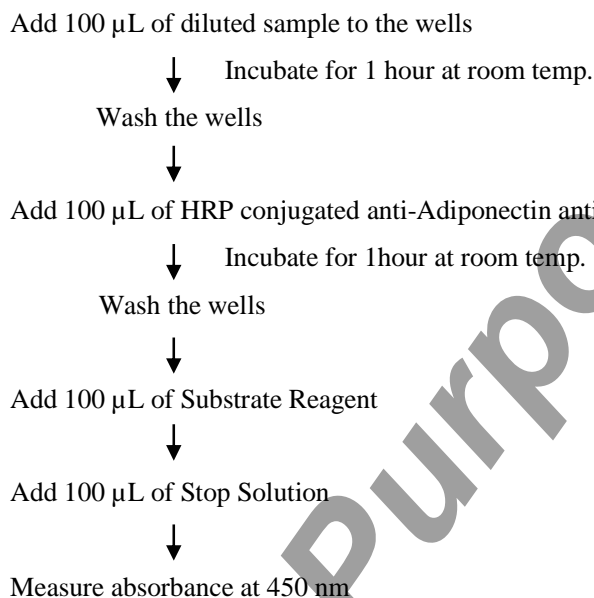 Add 100 µL of diluted sample to the wells
Incubate for 1 hour at room temp.
Wash the wells
Add 100 µL of HRP conjugated anti-Adiponectin
Incubate for 1hour at room temp.
Wash the wells
Add 100 µL of Substrate Reagent
Add 100 µL of Stop Solution
Measure absorbance at 450 nm